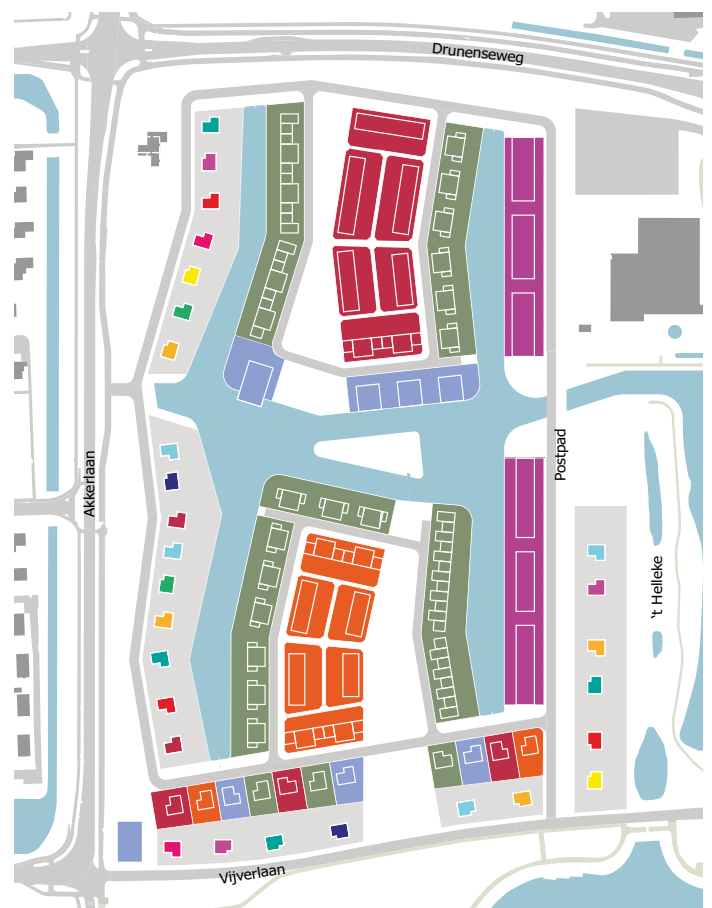 Drunenseweg
Akkerlaan
Postpad
't Helleke
Vijverlaan